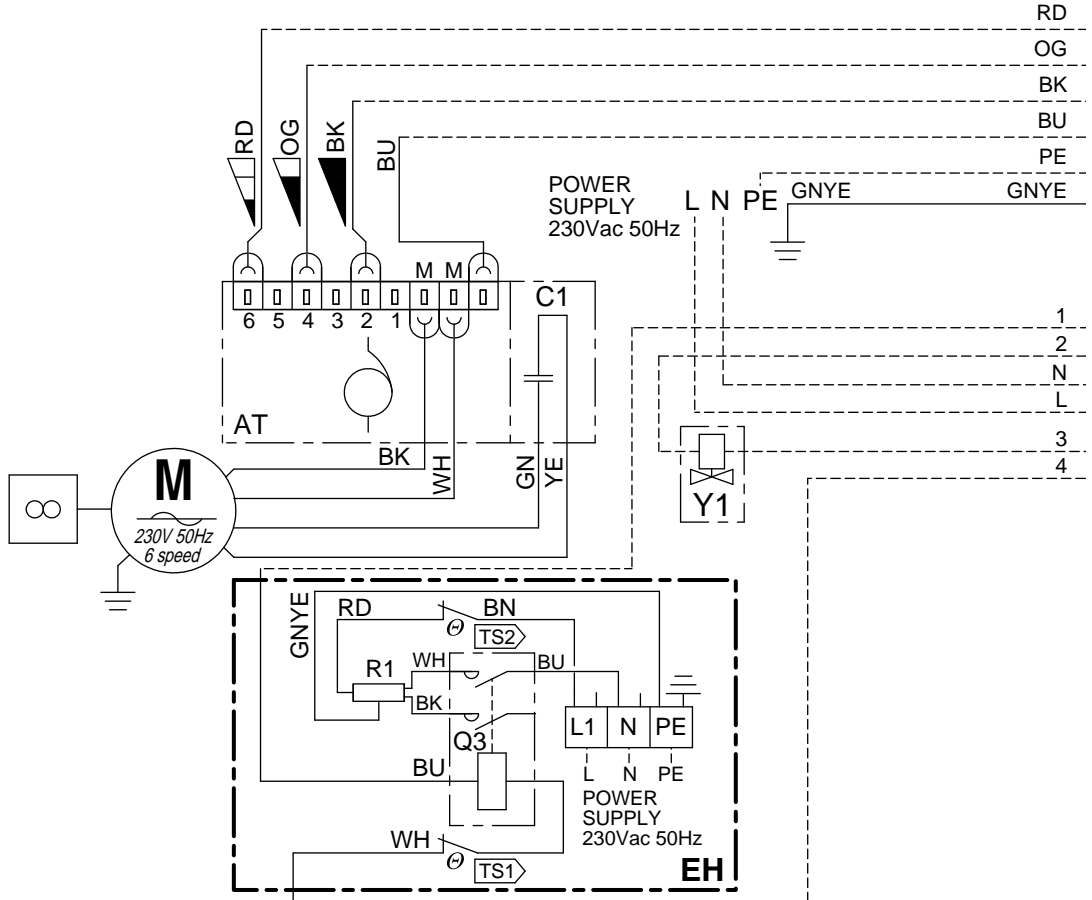 RD
OG
BK
BU
PE
GNYE GNYE
RD
OG
BK
BU
POWER
SUPPLY
230Vac 50Hz
L N PE
M M
C1
6 5 4 3 2 1
AT
1
2
N
L
3
4
BK
WH
GN
YE
Y1
M
230V 50Hz
6 speed
GNYE
RD
BN
Θ
TS2
R1
WH
BU
BK
Q3
L1 N PE
L N PE
POWER
SUPPLY
230Vac 50Hz
BU
WH
Θ
TS1
EH